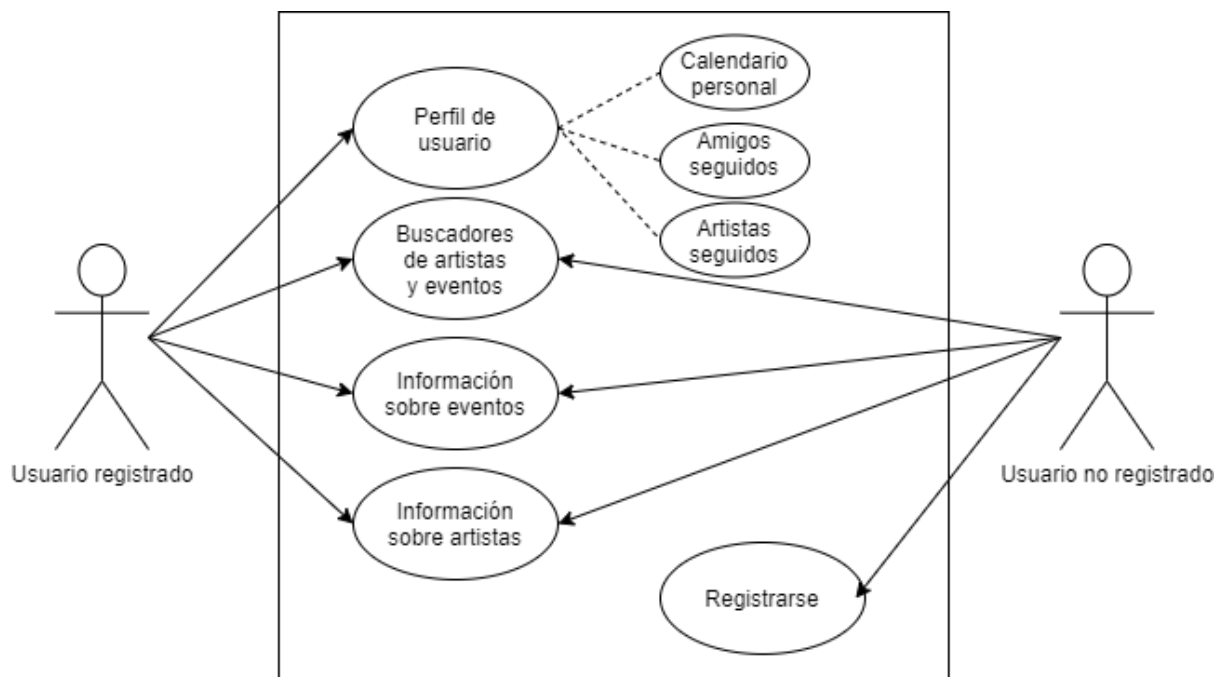 Calendario
personal
Perfil de
usuario
Amigos
seguidos
Artistas
seguidos
Buscadores
de artistas
y eventos
Información
sobre eventos
Usuario registrado
Usuario no registrado
Información
sobre artistas
Registrarse